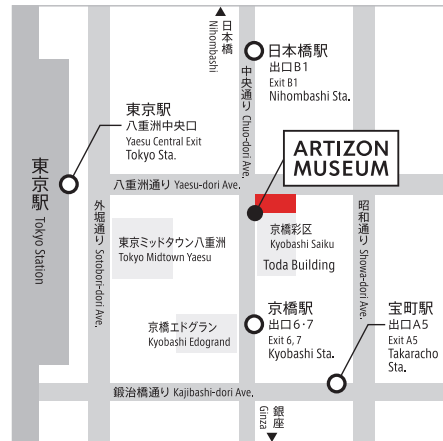 日本橋
Nihombashi
日本橋駅
出口B1
Exit B1
Nihombashi Sta.
中央通り Chuo-dori Ave.
東京駅
八重洲中央口
Yaesu Central Exit
Tokyo Sta.
ARTIZON
MUSEUM
東京駅 Tokyo Station
八重洲通り Yaesu-dori Ave.
外堀通り Sotobori-dori Ave.
東京ミッドタウン八重洲
Tokyo Midtown Yaesu
京橋彩区
Kyobashi Saiku
Toda Building
昭和通り Showa-dori Ave.
京橋エドグラン
Kyobashi Edogrand
京橋駅
出口6・7
Exit 6, 7
Kyobashi Sta.
宝町駅
出口A5
Exit A5
Takaracho
Sta.
鍛冶橋通り Kajibashi-dori Ave.
銀座
Ginza